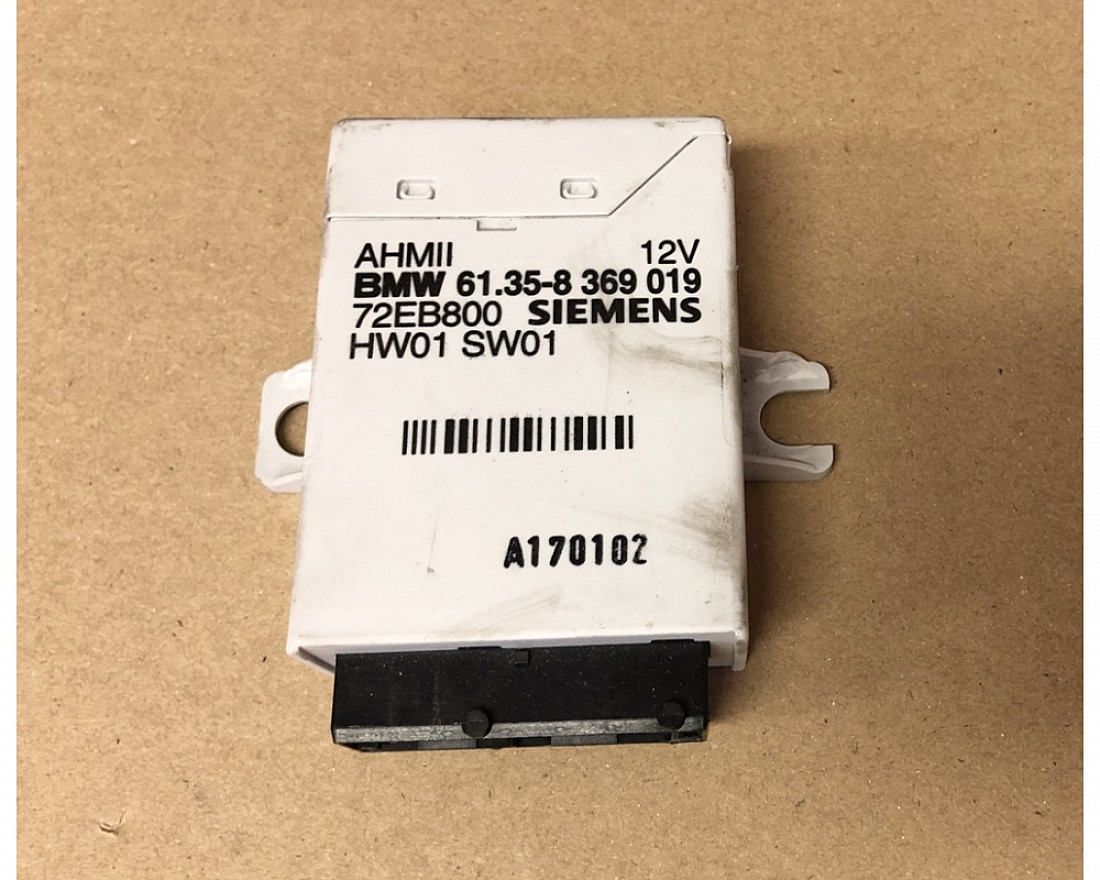 AHMII 12V
BMW 61.35-8 369 019
72EB800 SIEMENS
HW01 SW01
A170102